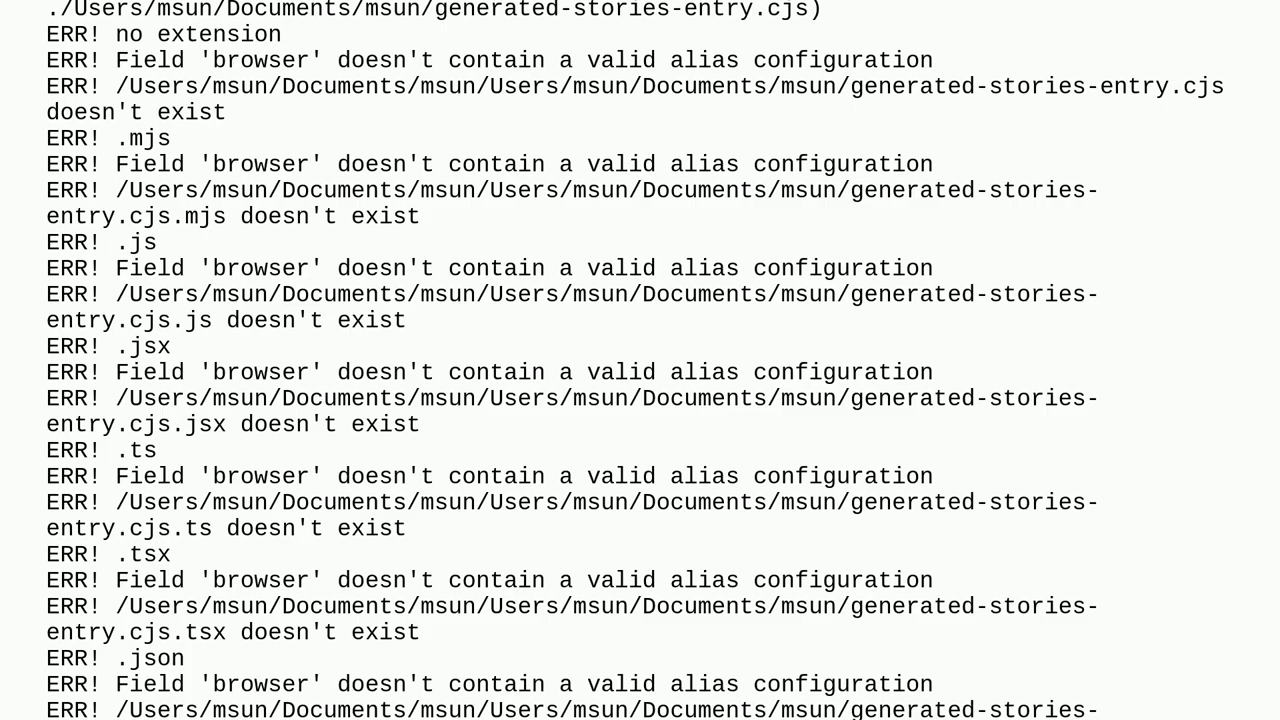 ./Users/msun/Documents/msun/generated-stories-entry.cjs)
ERR! no extension
ERR! Field 'browser' doesn't contain a valid alias configuration
ERR! /Users/msun/Documents/msun/Users/msun/Documents/msun/generated-stories-entry.cjs
doesn't exist
ERR! .mjs
ERR! Field 'browser' doesn't contain a valid alias configuration
ERR! /Users/msun/Documents/msun/Users/msun/Documents/msun/generated-stories-
entry.cjs.mjs doesn't exist
ERR! .js
ERR! Field 'browser' doesn't contain a valid alias configuration
ERR! /Users/msun/Documents/msun/Users/msun/Documents/msun/generated-stories-
entry.cjs.js doesn't exist
ERR! .jsx
ERR! Field 'browser' doesn't contain a valid alias configuration
ERR! /Users/msun/Documents/msun/Users/msun/Documents/msun/generated-stories-
entry.cjs.jsx doesn't exist
ERR! .ts
ERR! Field 'browser' doesn't contain a valid alias configuration
ERR! /Users/msun/Documents/msun/Users/msun/Documents/msun/generated-stories-
entry.cjs.ts doesn't exist
ERR! .tsx
ERR! Field 'browser' doesn't contain a valid alias configuration
ERR! /Users/msun/Documents/msun/Users/msun/Documents/msun/generated-stories-
entry.cjs.tsx doesn't exist
ERR! .json
ERR! Field 'browser' doesn't contain a valid alias configuration
ERR! /Users/msun/Documents/msun/Users/msun/Documents/msun/generated-stories-